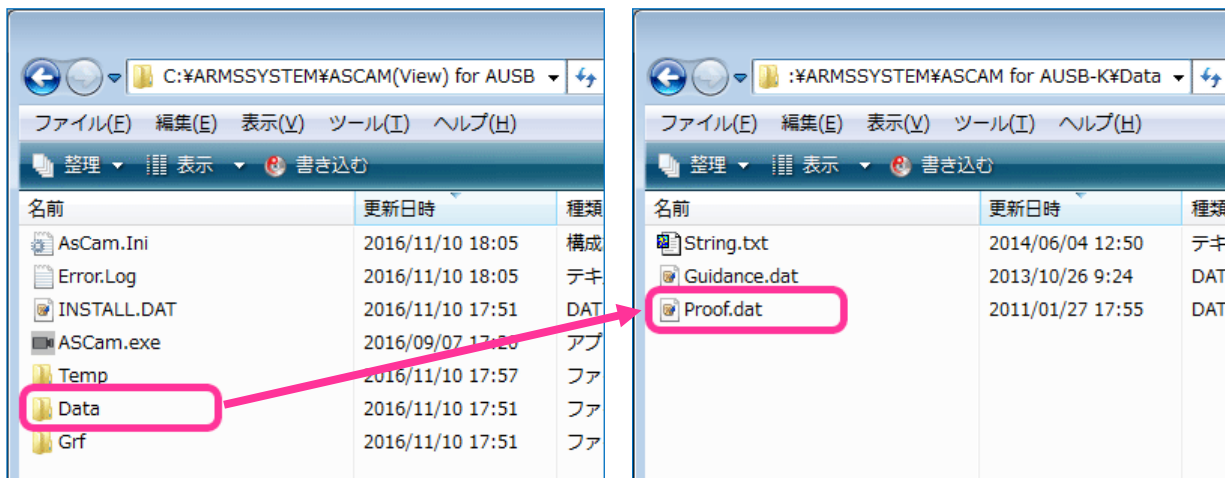 C:¥ARMSSYSTEM¥ASCAM(View) for AUSB
ファイル(F) 編集(E) 表示(V) ツール(T) ヘルプ(H)
整理 表示 書き込む
名前 更新日時 種類
AsCam.Ini 2016/11/10 18:05 構成
Error.Log 2016/11/10 18:05 テキ
INSTALL.DAT 2016/11/10 17:51 DAT
ASCam.exe 2016/09/07 17:20 アプ
Temp 2016/11/10 17:57 ファ
Data 2016/11/10 17:51 ファ
Grf 2016/11/10 17:51 ファ
:¥ARMSSYSTEM¥ASCAM for AUSB-K¥Data
ファイル(F) 編集(E) 表示(V) ツール(T) ヘルプ(H)
整理 表示 書き込む
名前 更新日時 種類
String.txt 2014/06/04 12:50 テキ
Guidance.dat 2013/10/26 9:24 DAT
Proof.dat 2011/01/27 17:55 DAT